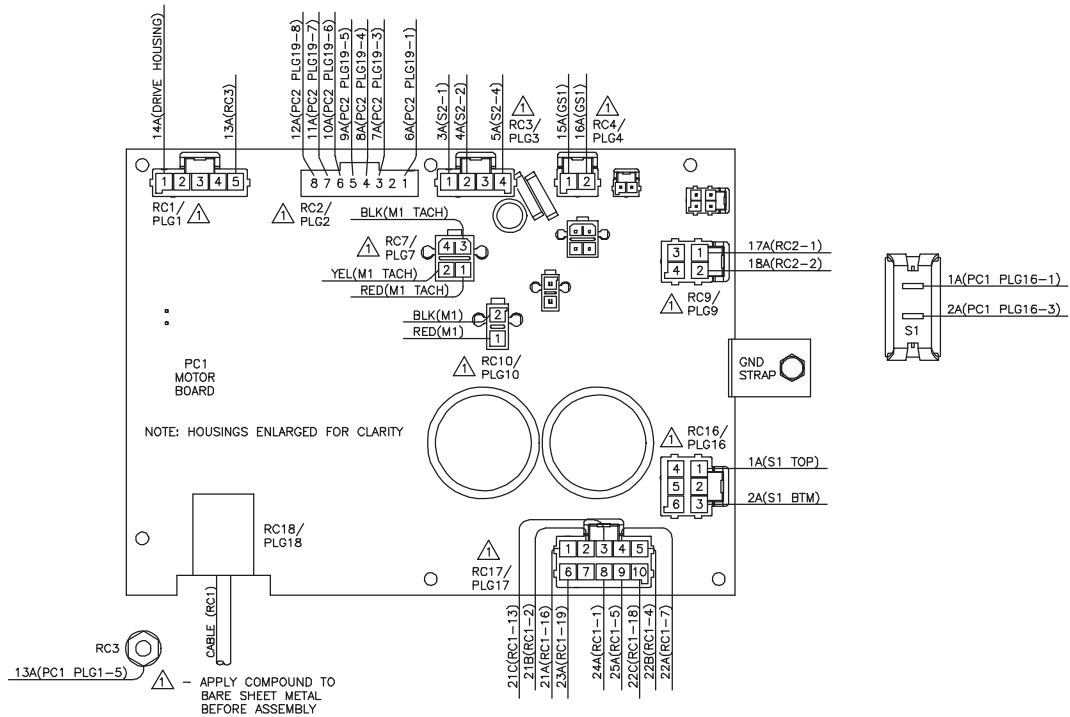 14A(DRIVE HOUSING)
13A(RC3)
12A(PC2 PLG19-8)
11A(PC2 PLG19-7)
10A(PC2 PLG19-6)
9A(PC2 PLG19-5)
8A(PC2 PLG19-4)
7A(PC2 PLG19-3)
6A(PC2 PLG19-1)
3A(S2-1)
4A(S2-2)
5A(S2-4)
1
RC3/
PLG3
15A(GS1)
16A(GS1)
1
RC4/
PLG4
1 2 3 4 5
8 7 6 5 4 3 2 1
1 2 3 4
1 2
RC1/
PLG1
1
1
RC2/
PLG2
BLK(M1 TACH)
1
RC7/
PLG7
4 3
2 1
YEL(M1 TACH)
RED(M1 TACH)
3 1
4 2
17A(RC2-1)
18A(RC2-2)
1
RC9/
PLG9
1A(PC1 PLG16-1)
2A(PC1 PLG16-3)
S1
BLK(M1)
RED(M1)
2
1
1
RC10/
PLG10
PC1
MOTOR
BOARD
GND
STRAP
NOTE: HOUSINGS ENLARGED FOR CLARITY
1
RC16/
PLG16
4 1
5 2
6 3
1A(S1 TOP)
2A(S1 BTM)
RC18/
PLG18
1
RC17/
PLG17
1 2 3 4 5
6 7 8 9 10
CABLE (RC1)
21C(RC1-13)
21B(RC1-2)
21A(RC1-16)
23A(RC1-19)
24A(RC1-1)
25A(RC1-5)
22C(RC1-18)
22B(RC1-4)
22A(RC1-7)
RC3
13A(PC1 PLG1-5)
1 - APPLY COMPOUND TO
BARE SHEET METAL
BEFORE ASSEMBLY